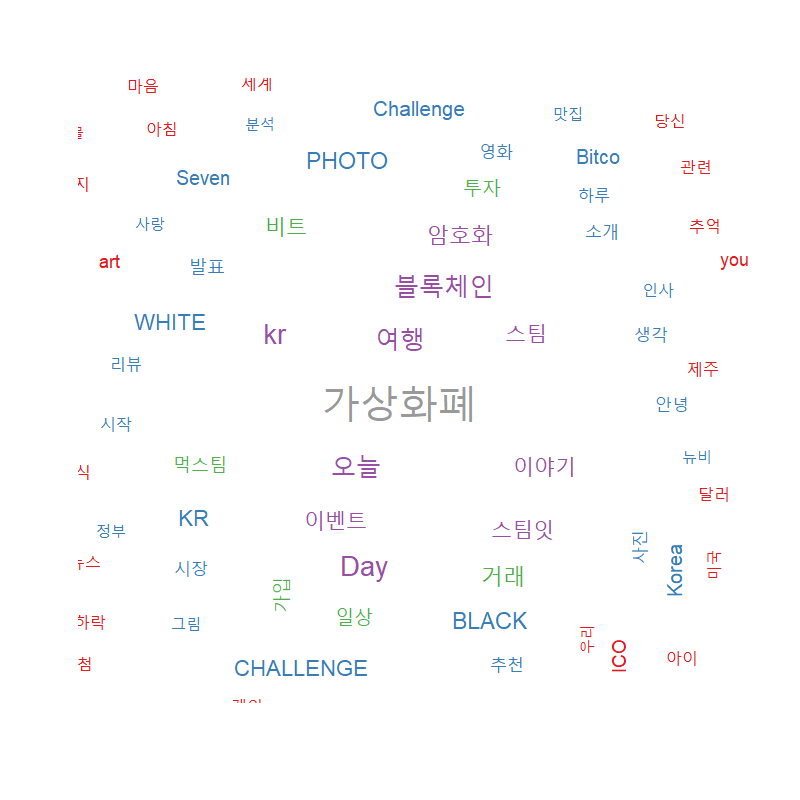 마음
세계
Challenge
맛집
아침
분석
당신
PHOTO
영화
Bitco
관련
Seven
투자
하루
사랑
비트
암호화
소개
추억
art
발표
you
블록체인
인사
WHITE
kr
여행
스팀
생각
리뷰
제주
가상화폐
안녕
시작
먹스팀
오늘
이야기
뉴비
식
달러
KR
이벤트
스팀잇
정부
사진
시장
Day
거래
Korea
미국
가입
하락
그림
일상
BLACK
우리
첨
CHALLENGE
추천
ICO
아이